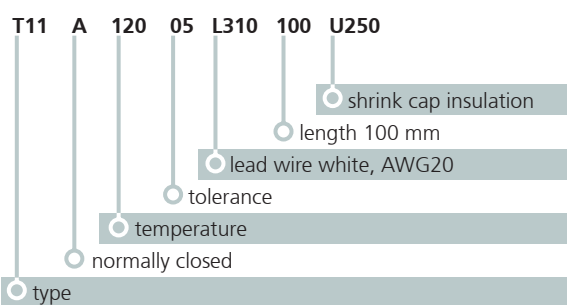 T11 A 120 05 L310 100 U250
shrink cap insulation
length 100 mm
lead wire white, AWG20
tolerance
temperature
normally closed
type